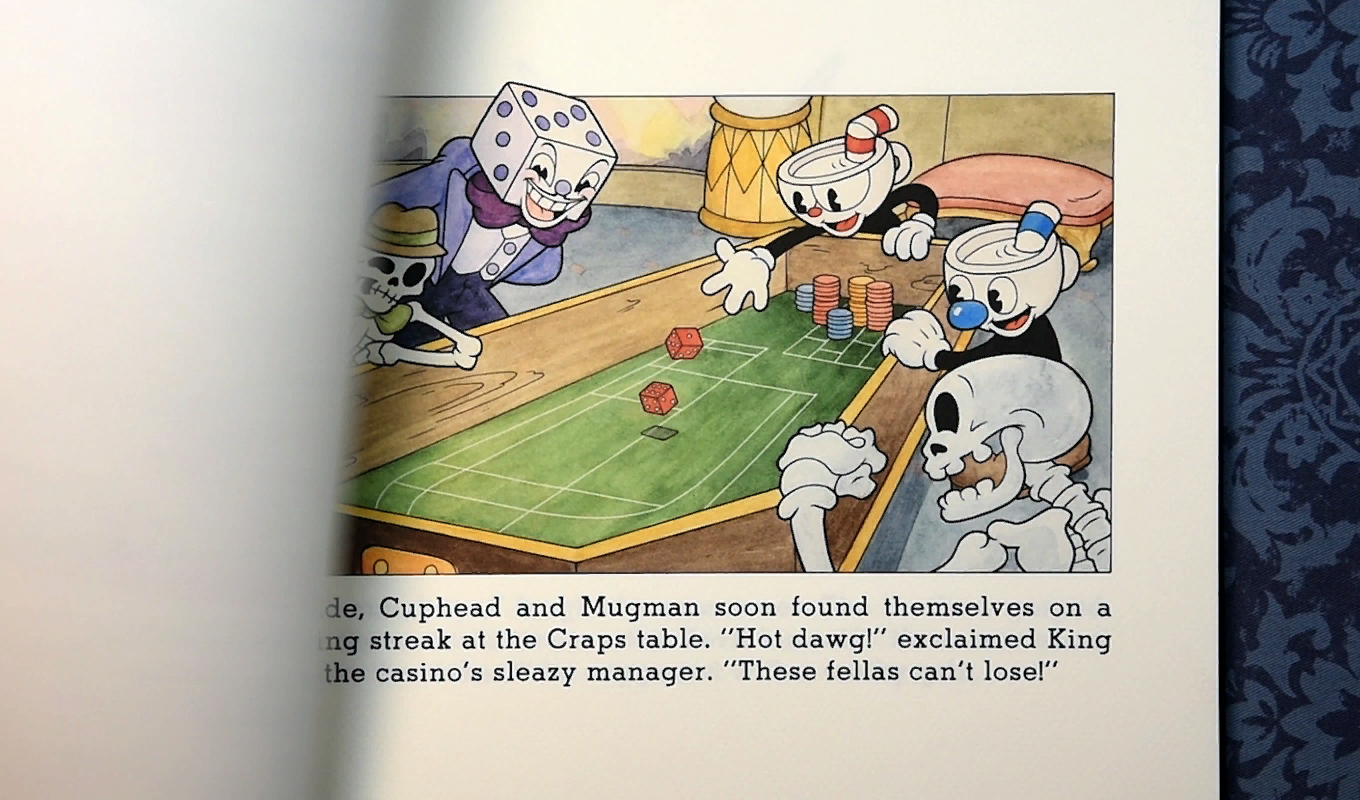 de, Cuphead and Mugman soon found themselves on a
ng streak at the Craps table. "Hot dawg!" exclaimed King
the casino's sleazy manager. "These fellas can't lose!"